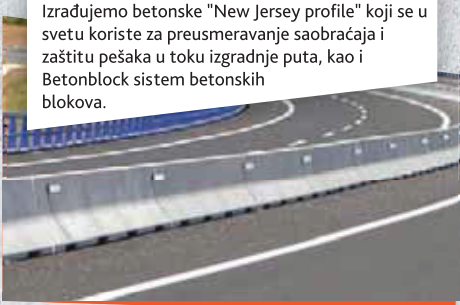 Izrađujemo betonske "New Jersey profile" koji se u
svetu koriste za preusmeravanje saobraćaja i
zaštitu pešaka u toku izgradnje puta, kao i
Betonblock sistem betonskih
blokova.